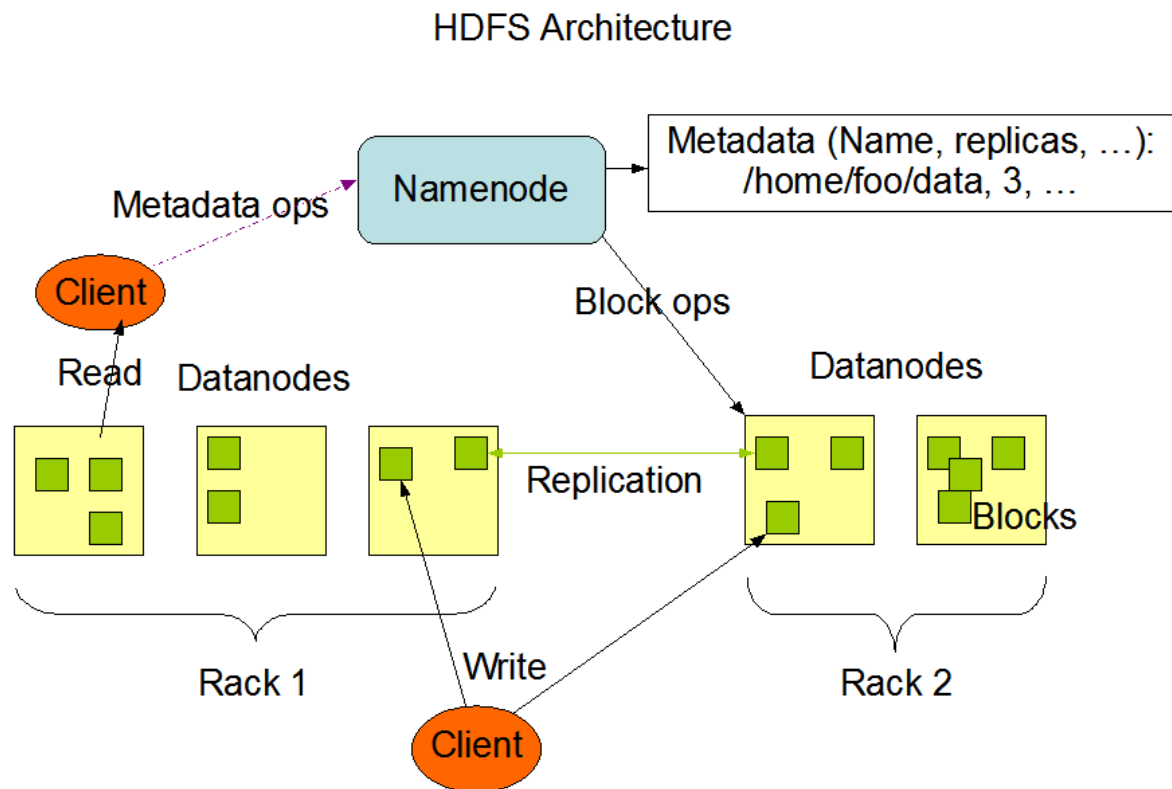 HDFS Architecture
Metadata (Name, replicas, …):
/home/foo/data, 3, …
Namenode
Metadata ops
Client
Block ops
Read
Datanodes
Datanodes
Replication
Blocks
Rack 1
Write
Rack 2
Client